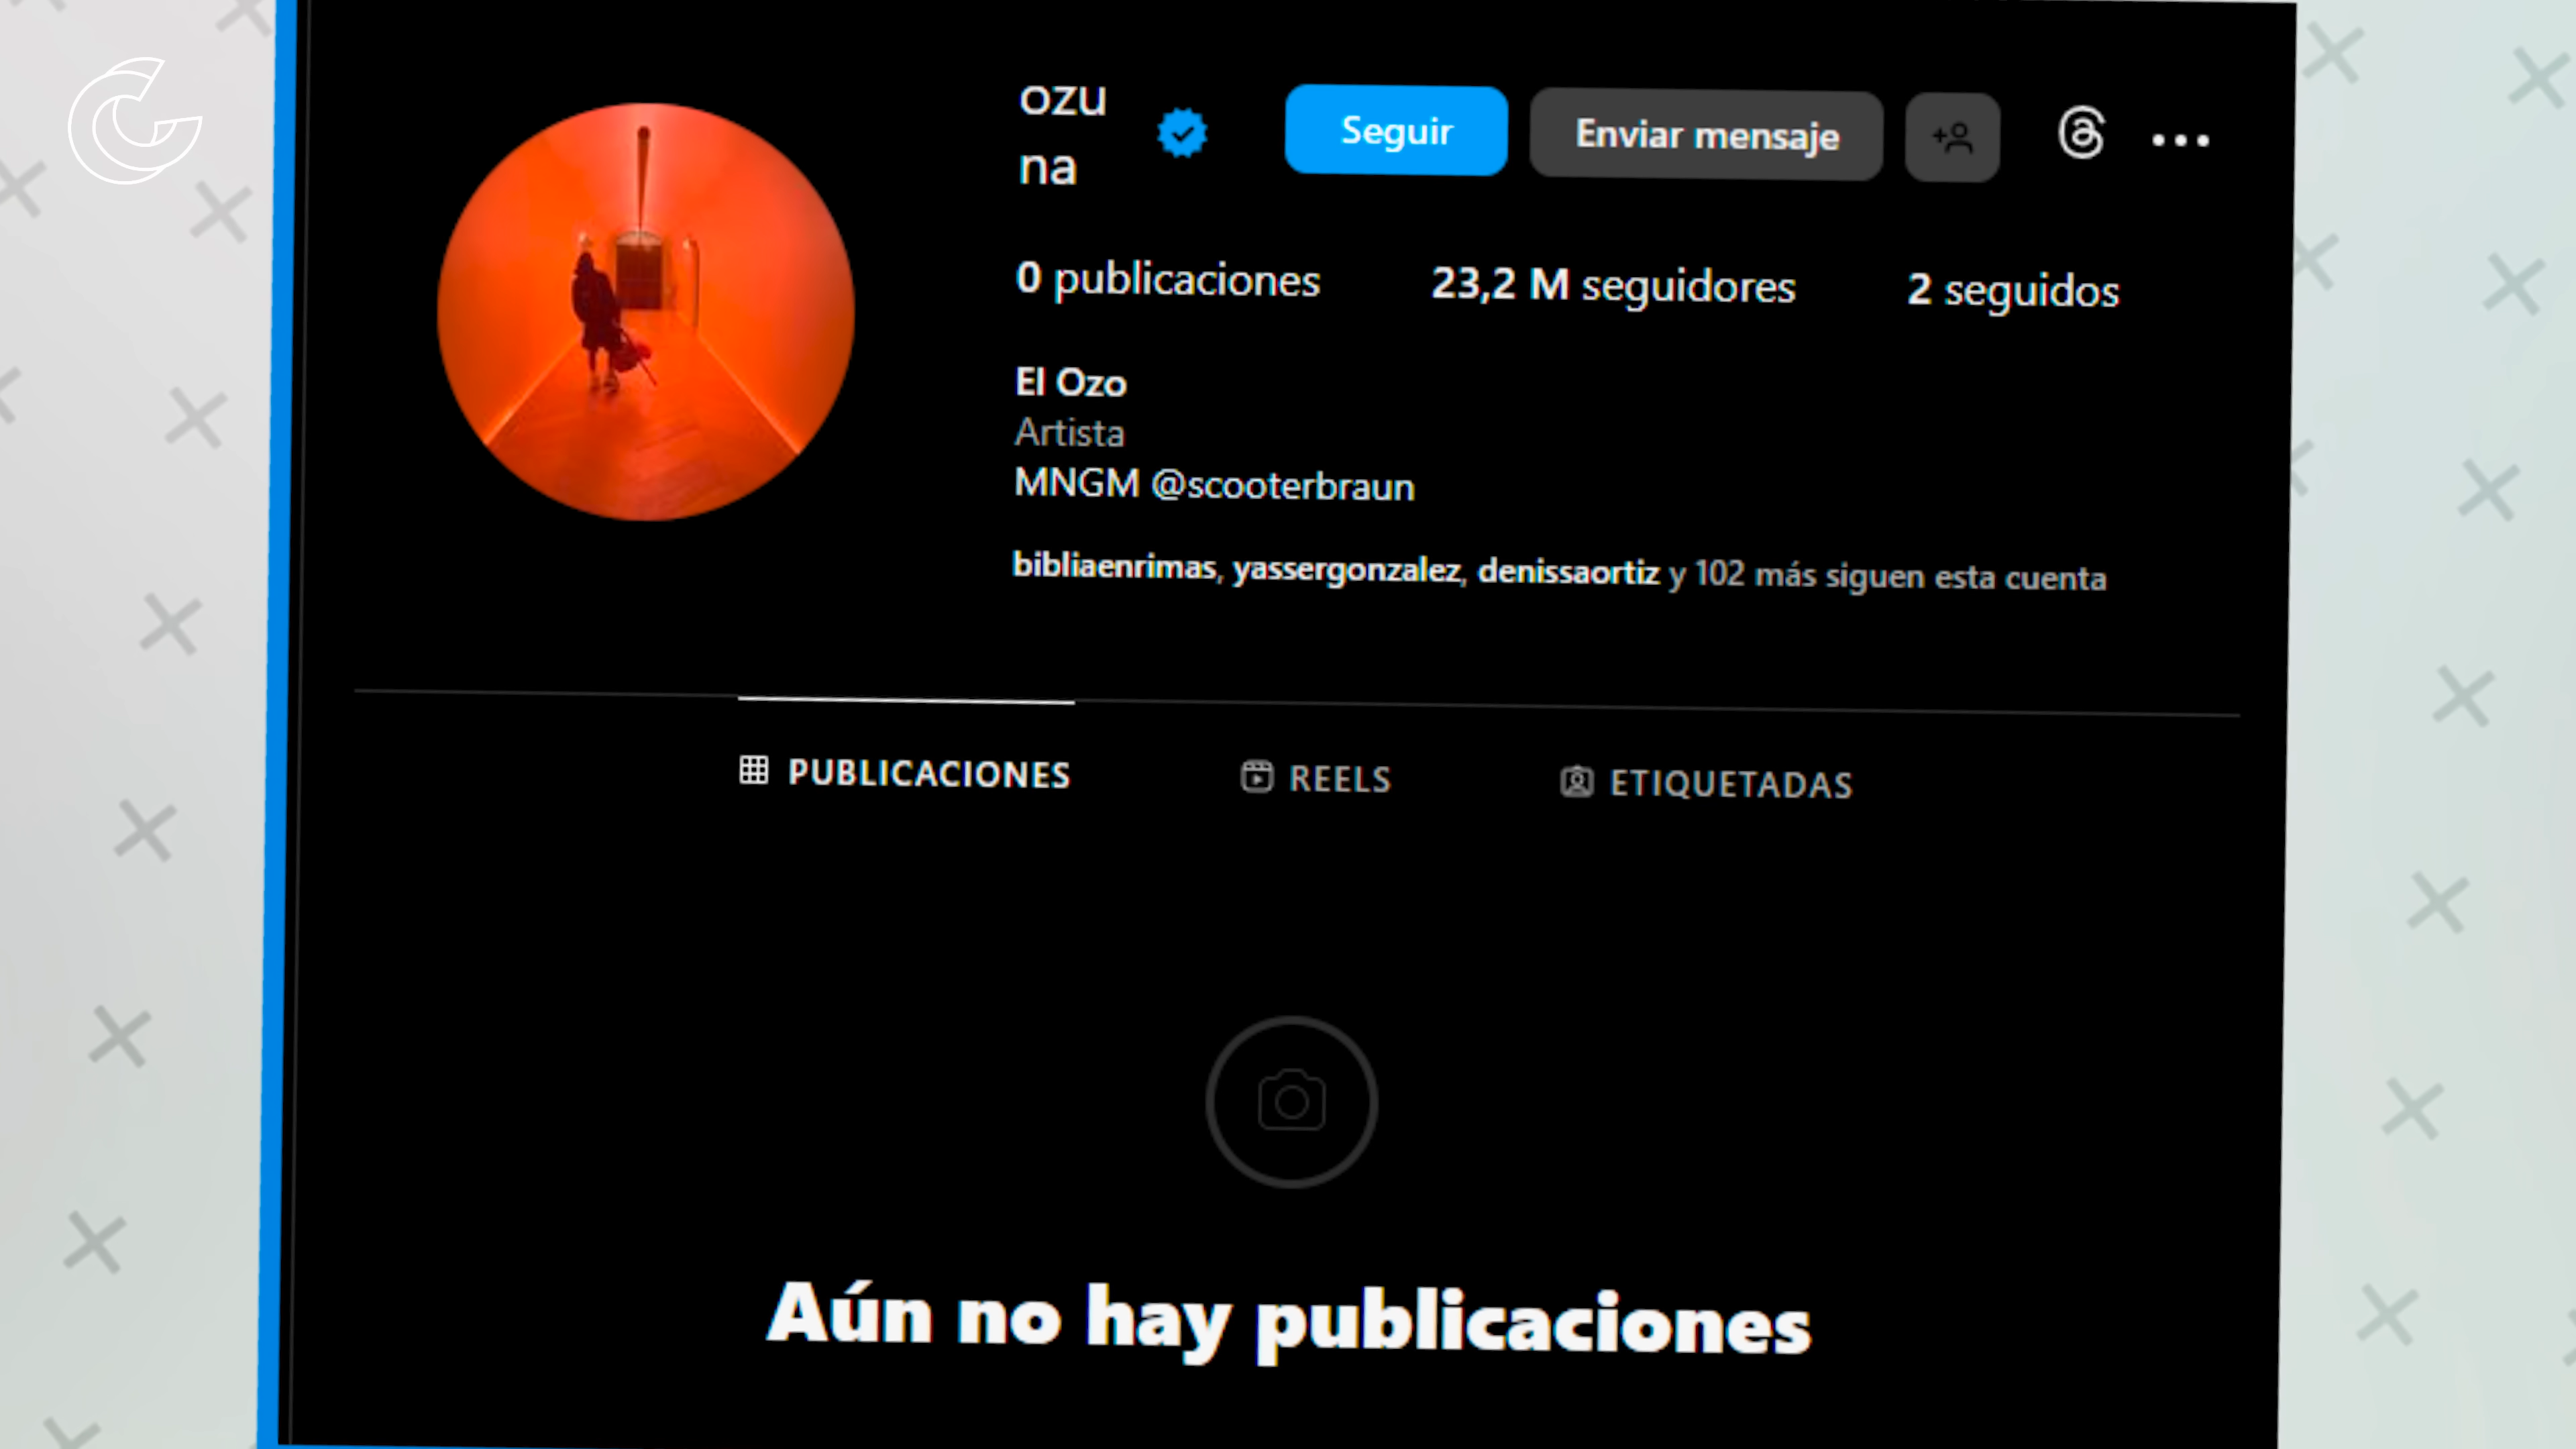 ozu
na
Seguir
Enviar mensaje
0 publicaciones
23,2 M seguidores
2 seguidos
El Ozo
Artista
MNGM @scooterbraun
bibliaenrimas, yassergonzalez, denissaortiz y 102 más siguen esta cuenta
PUBLICACIONES
REELS
ETIQUETADAS
Aún no hay publicaciones